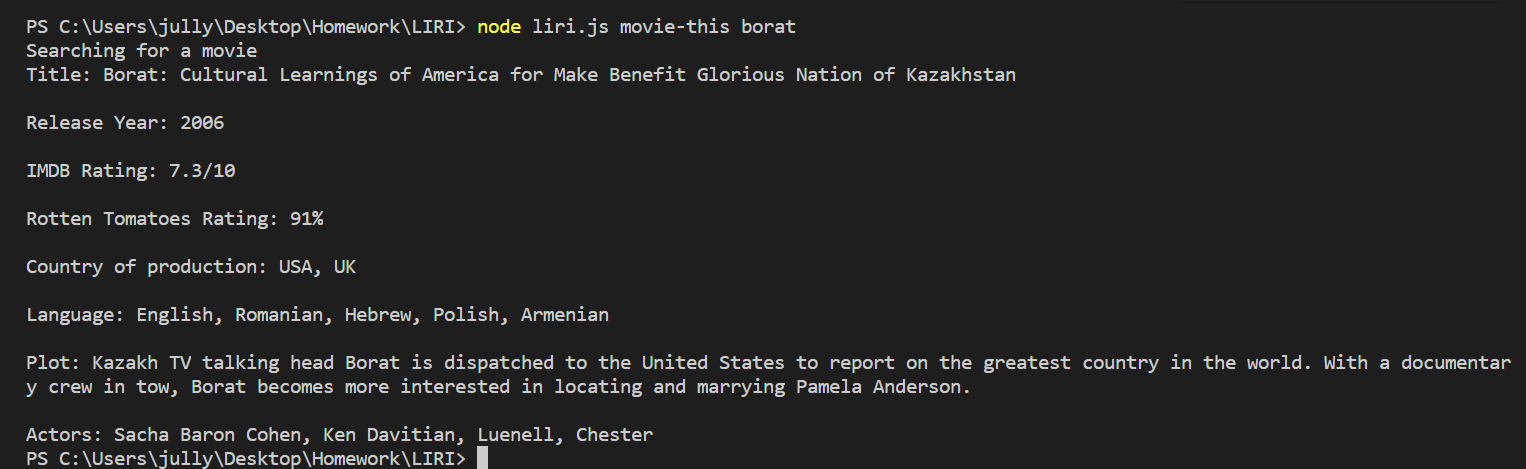 PS C:\Users\jully\Desktop\Homework\LIRI> node liri.js movie-this borat
Searching for a movie
Title: Borat: Cultural Learnings of America for Make Benefit Glorious Nation of Kazakhstan
Release Year: 2006
IMDB Rating: 7.3/10
Rotten Tomatoes Rating: 91%
Country of production: USA, UK
Language: English, Romanian, Hebrew, Polish, Armenian
Plot: Kazakh TV talking head Borat is dispatched to the United States to report on the greatest country in the world. With a documentar
y crew in tow, Borat becomes more interested in locating and marrying Pamela Anderson.
Actors: Sacha Baron Cohen, Ken Davitian, Luenell, Chester
PS C:\Users\jully\Desktop\Homework\LIRI>